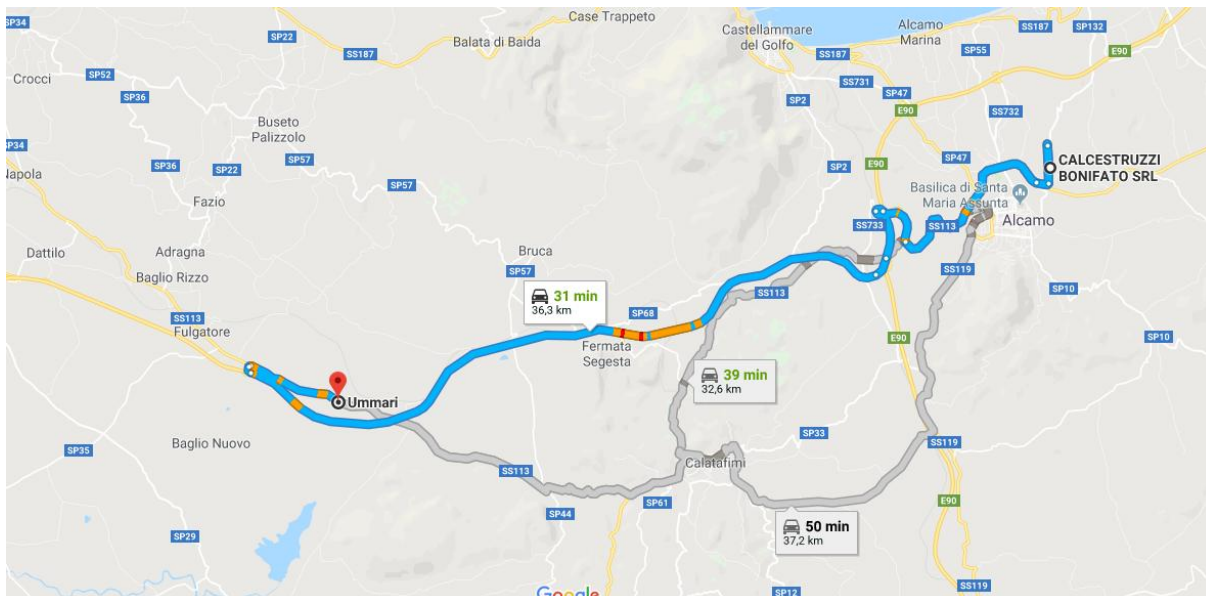 SP34
SP22
Case Trappeto
Castellammare
del Golfo
Alcamo
Marina
SS187
SP132
Balata di Baida
SS187
SS187
SP55
E90
Crocci
SP52
SS731
SP47
SP36
SP2
E90
SS732
Buseto
Palizzolo
SP34
SP36
SP57
SP47
CALCESTRUZZI
BONIFATO SRL
Napola
SP22
SP57
SP2
E90
Basilica di Santa
Maria Assunta
Fazio
Alcamo
SS733
SS113
Dattilo
Adragna
Bruca
SP57
SS119
Baglio Rizzo
SP10
31 min
36,3 km
SS113
SS113
SP68
E90
SP10
Fulgatore
Fermata
Segesta
39 min
32,6 km
Ummari
Baglio Nuovo
SP35
SP33
SS119
Calatafimi
SS113
E90
SP44
SP61
50 min
37,2 km
SP29
SS119
SP12
Google